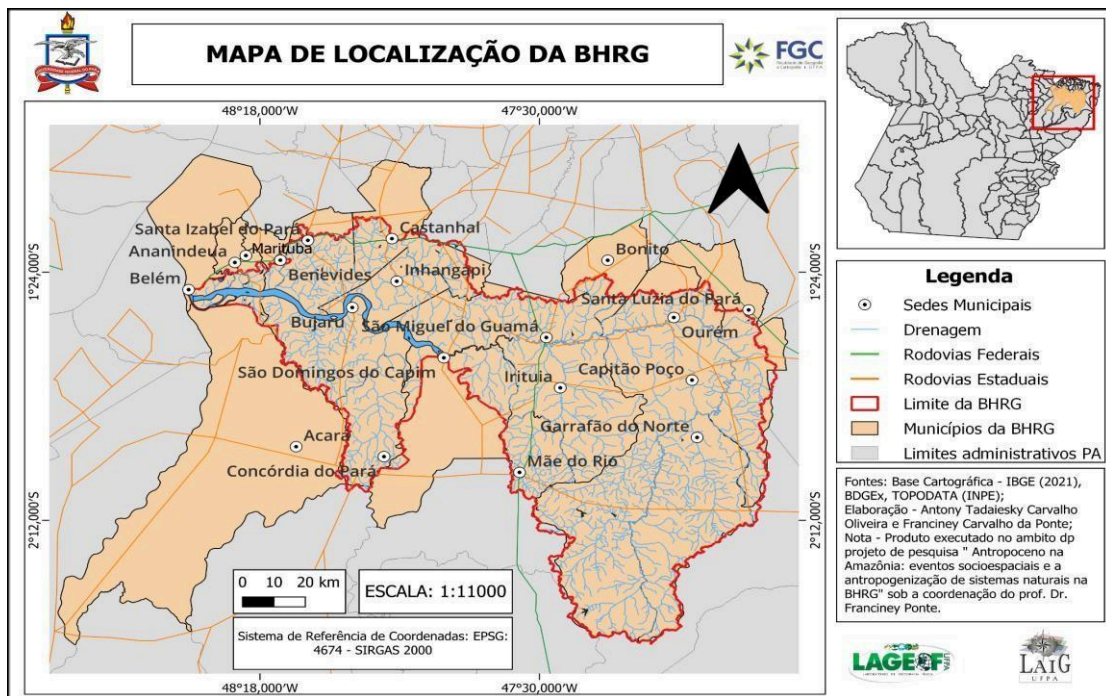 MAPA DE LOCALIZAÇÃO DA BHRG
FGC
48°18,000'W
47°30,000'W
Santa Izabel do Pará
Castanhal
Ananindeua
Marituba
Bonito
Belém
Benevides
Inhangapi
Santa Luzia do Pará
Bujaru
São Miguel do Guamá
Ourém
São Domingos do Capim
Irituia
Capitão Poço
Acará
Garrafão do Norte
Concórdia do Pará
Mãe do Rio
1°24,000'S
2°12,000'S
1°24,000'S
2°12,000'S
0 10 20 km
ESCALA: 1:11000
Sistema de Referência de Coordenadas: EPSG:
4674 - SIRGAS 2000
48°18,000'W
47°30,000'W
Legenda
Sedes Municipais
Drenagem
Rodovias Federais
Rodovias Estaduais
Limite da BHRG
Municípios da BHRG
Limites administrativos PA
Fontes: Base Cartográfica - IBGE (2021),
BDGEx, TOPODATA (INPE);
Elaboração - Antony Tadaiesky Carvalho
Oliveira e Franciney Carvalho da Ponte;
Nota - Produto executado no ambito dp
projeto de pesquisa " Antropoceno na
Amazônia: eventos socioespaciais e a
antropogenização de sistemas naturais na
BHRG" sob a coordenação do prof. Dr.
Franciney Ponte.
LAGEOF
UFPA
LAIG
UFPA